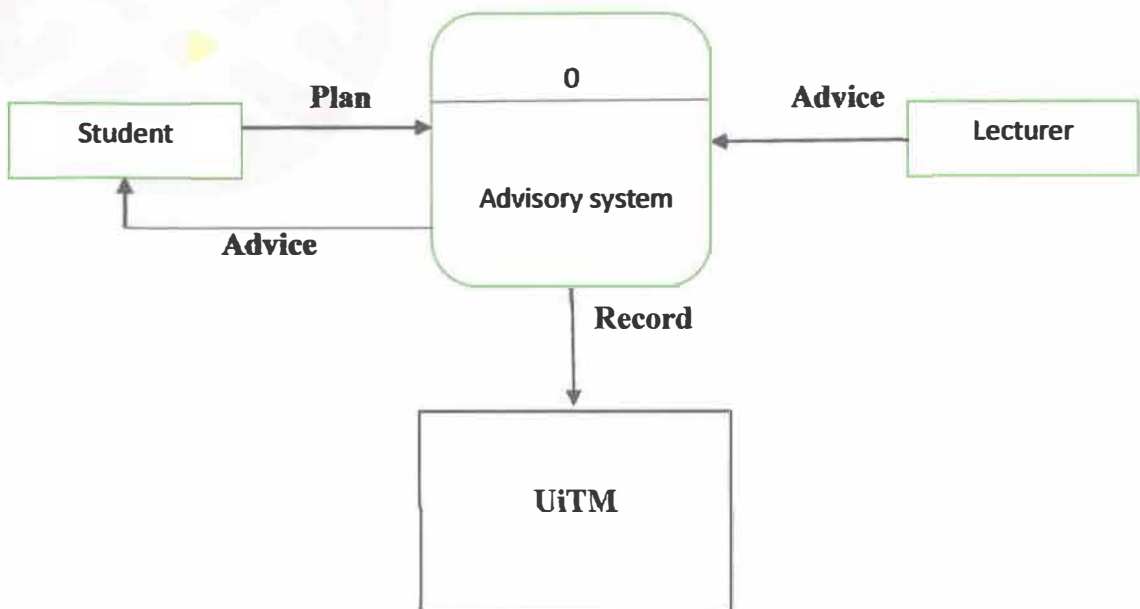 0
Plan
Advice
Student
Lecturer
Advisory system
Advice
Record
UiTM